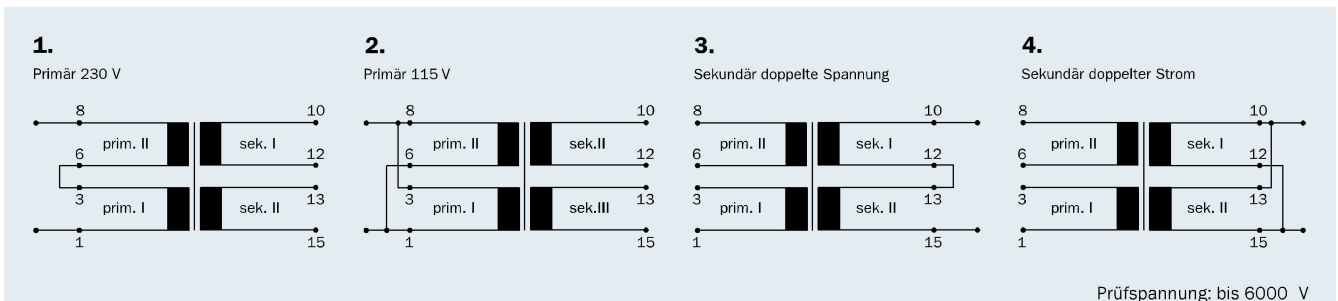 1.
Primär 230 V
8
10
prim. II
sek. I
6
12
3
13
prim. I
sek. II
1
15
2.
Primär 115 V
8
10
prim. II
sek.II
6
12
3
13
prim. I
sek.III
1
15
3.
Sekundär doppelte Spannung
8
10
prim. II
sek. I
6
12
3
13
prim. I
sek. II
1
15
4.
Sekundär doppelter Strom
8
10
prim. II
sek. I
6
12
3
13
prim. I
sek. II
1
15
Prüfspannung: bis 6000 V